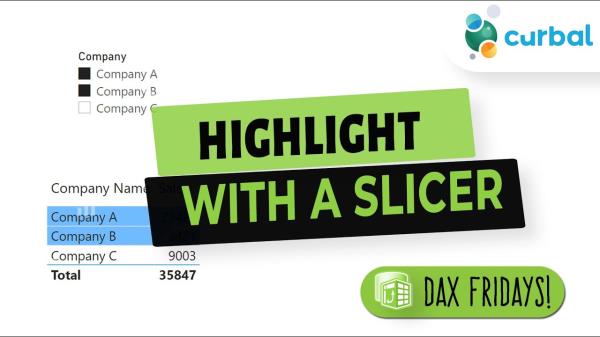 curbal
Company
Company A
Company B
Company C
HIGHLIGHT
WITH A SLICER
Company Name
Company A
Company B
Company C 9003
Total 35847
DAX FRIDAYS!